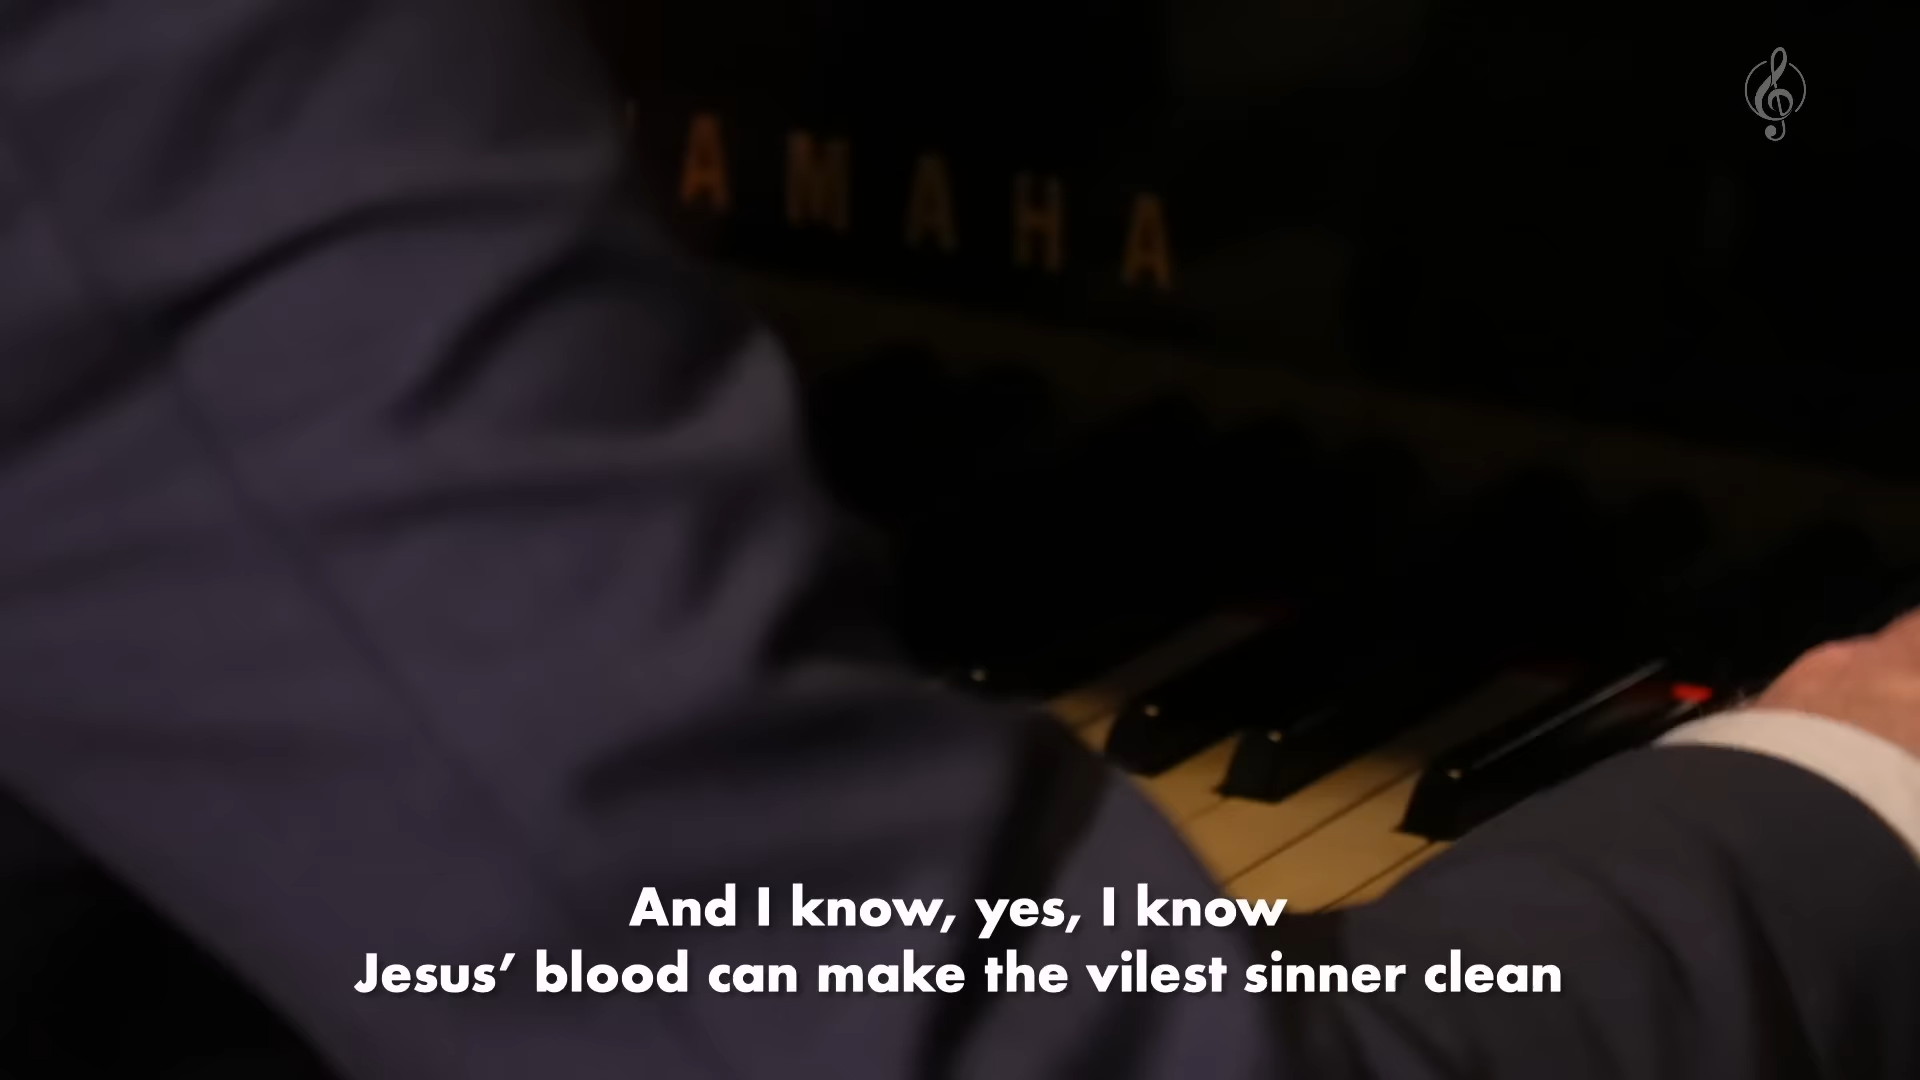 AMAHA
And I know, yes, I know
Jesus’ blood can make the vilest sinner clean